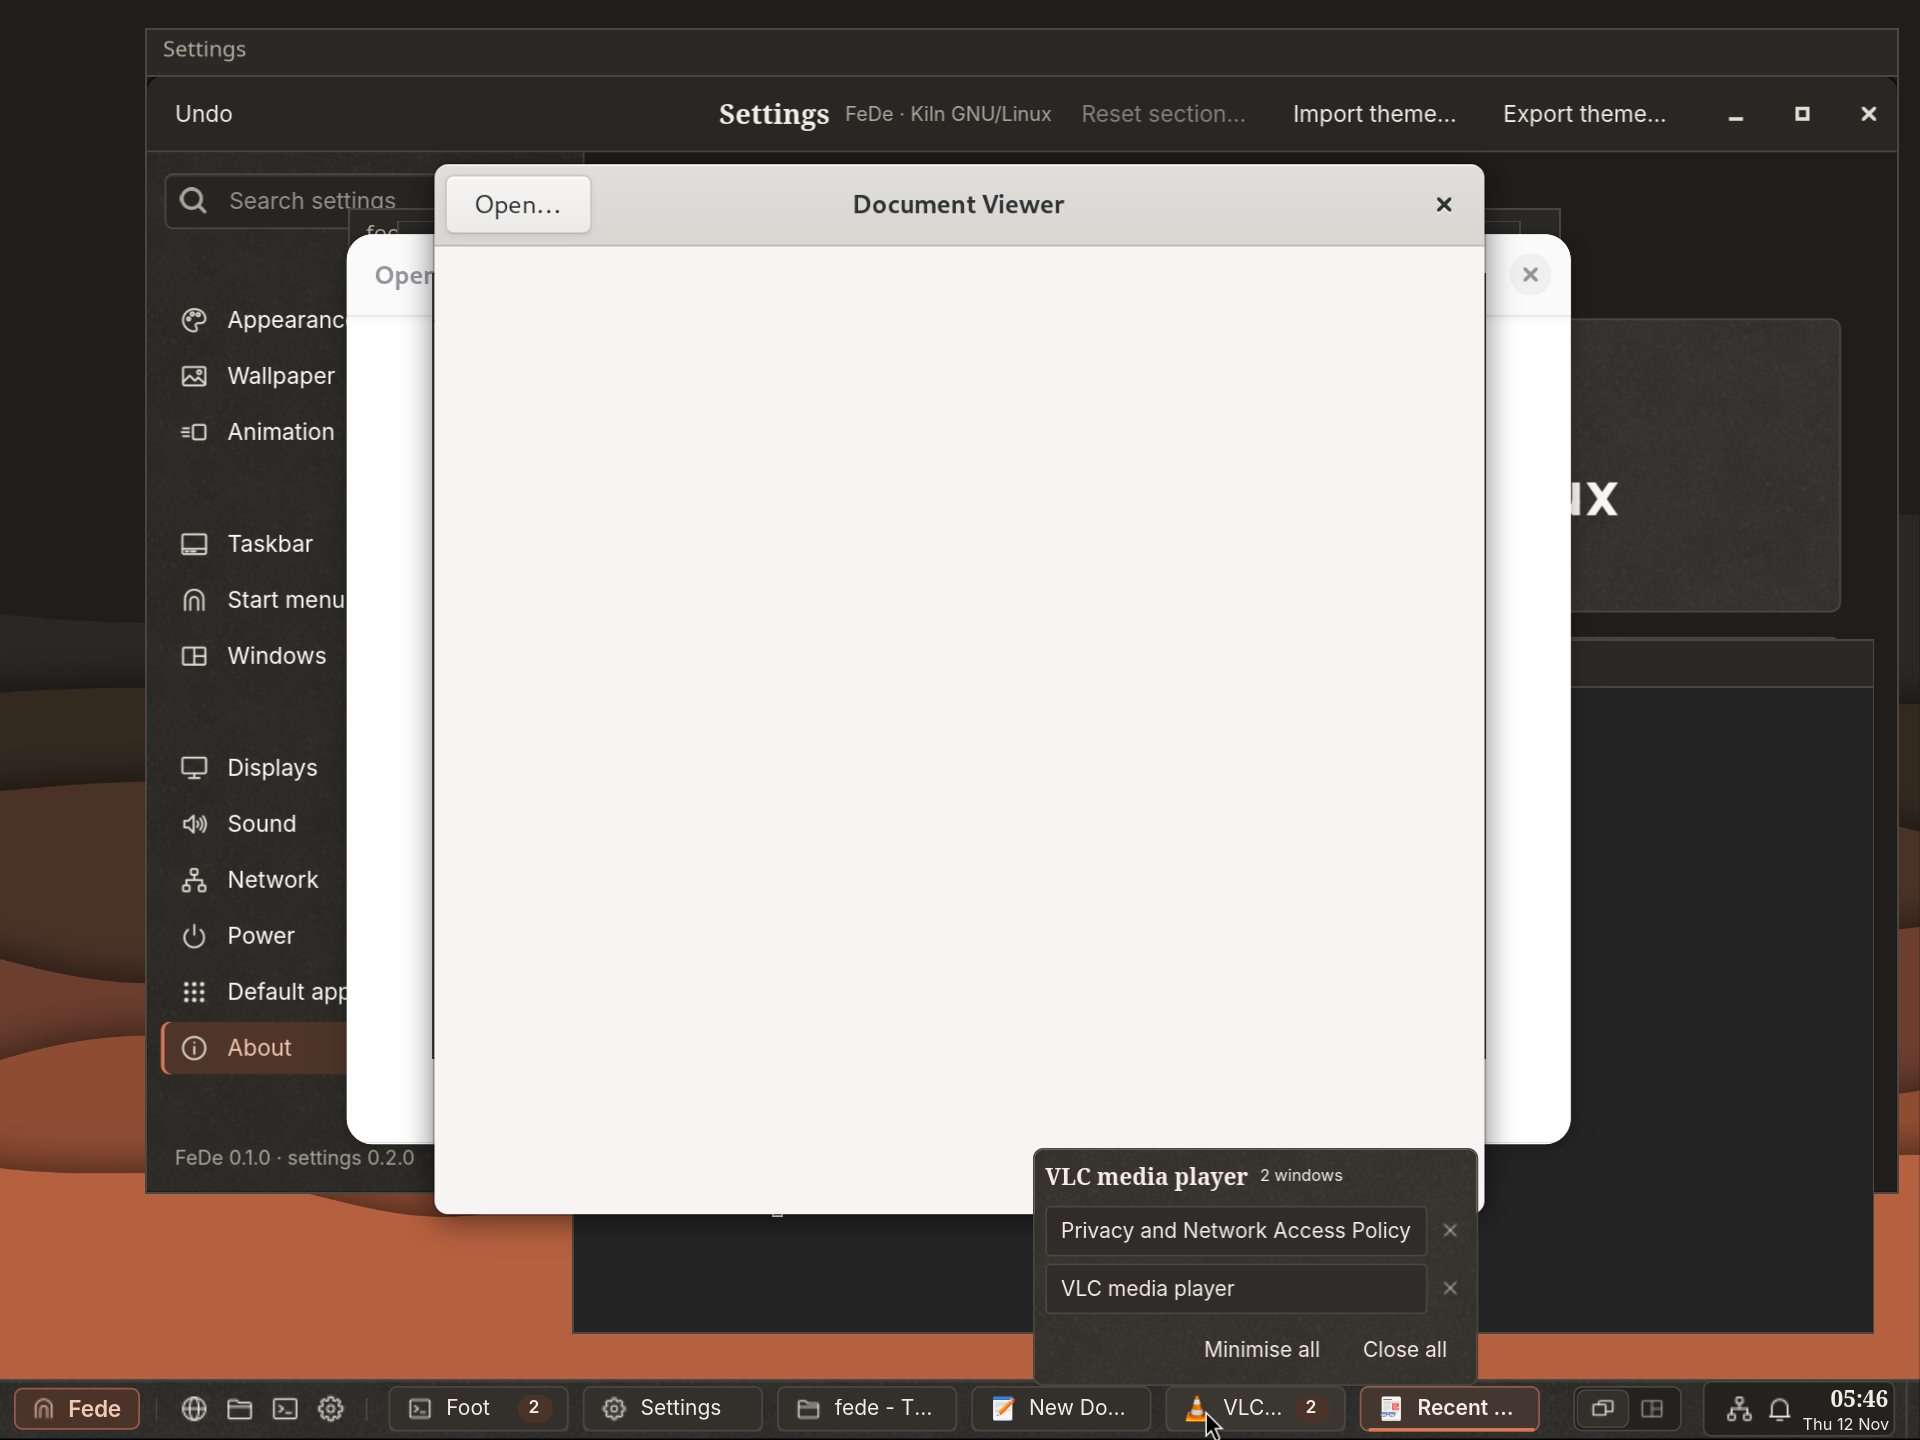 Settings
Undo
Settings FeDe · Kiln GNU/Linux
Reset section...
Import theme...
Export theme...
Search settings
Open...
Document Viewer
Open
Appearanc
Wallpaper
Animation
Taskbar
Start menu
Windows
Displays
Sound
Network
Power
Default app
About
FeDe 0.1.0 · settings 0.2.0
VLC media player 2 windows
Privacy and Network Access Policy
VLC media player
Minimise all
Close all
Fede
Foot 2
Settings
fede - T...
New Do...
VLC... 2
Recent ...
05:46
Thu 12 Nov